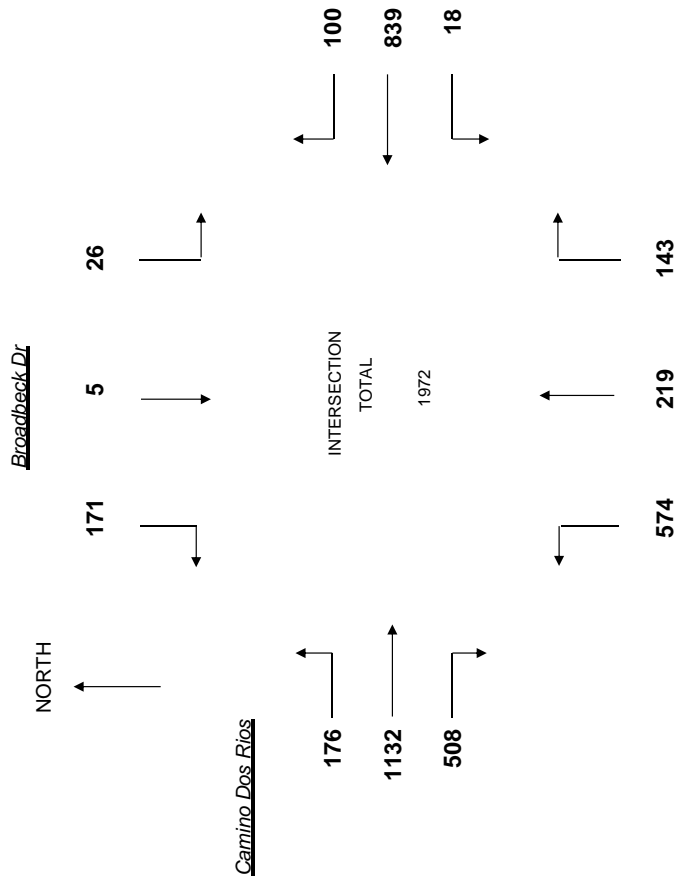 NORTH
Broadbeck Dr
171
5
26
Camino Dos Rios
176
1132
508
INTERSECTION
TOTAL
1972
100
839
18
574
219
143